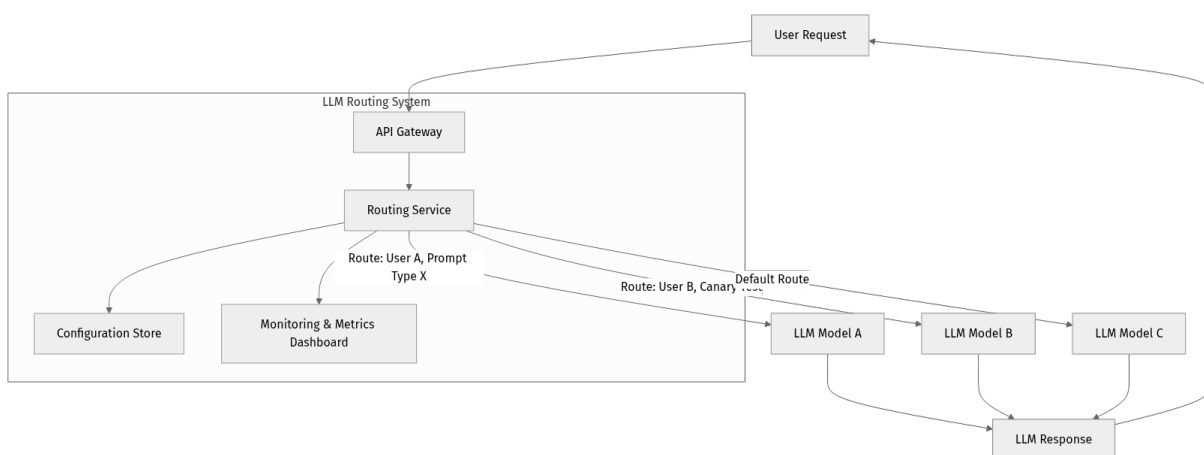 User Request
LLM Routing System
API Gateway
Routing Service
Route: User A, Prompt
Type X
Default Route
Route: User B, Canary
Configuration Store
Monitoring & Metrics
Dashboard
LLM Model A
LLM Model B
LLM Model C
LLM Response